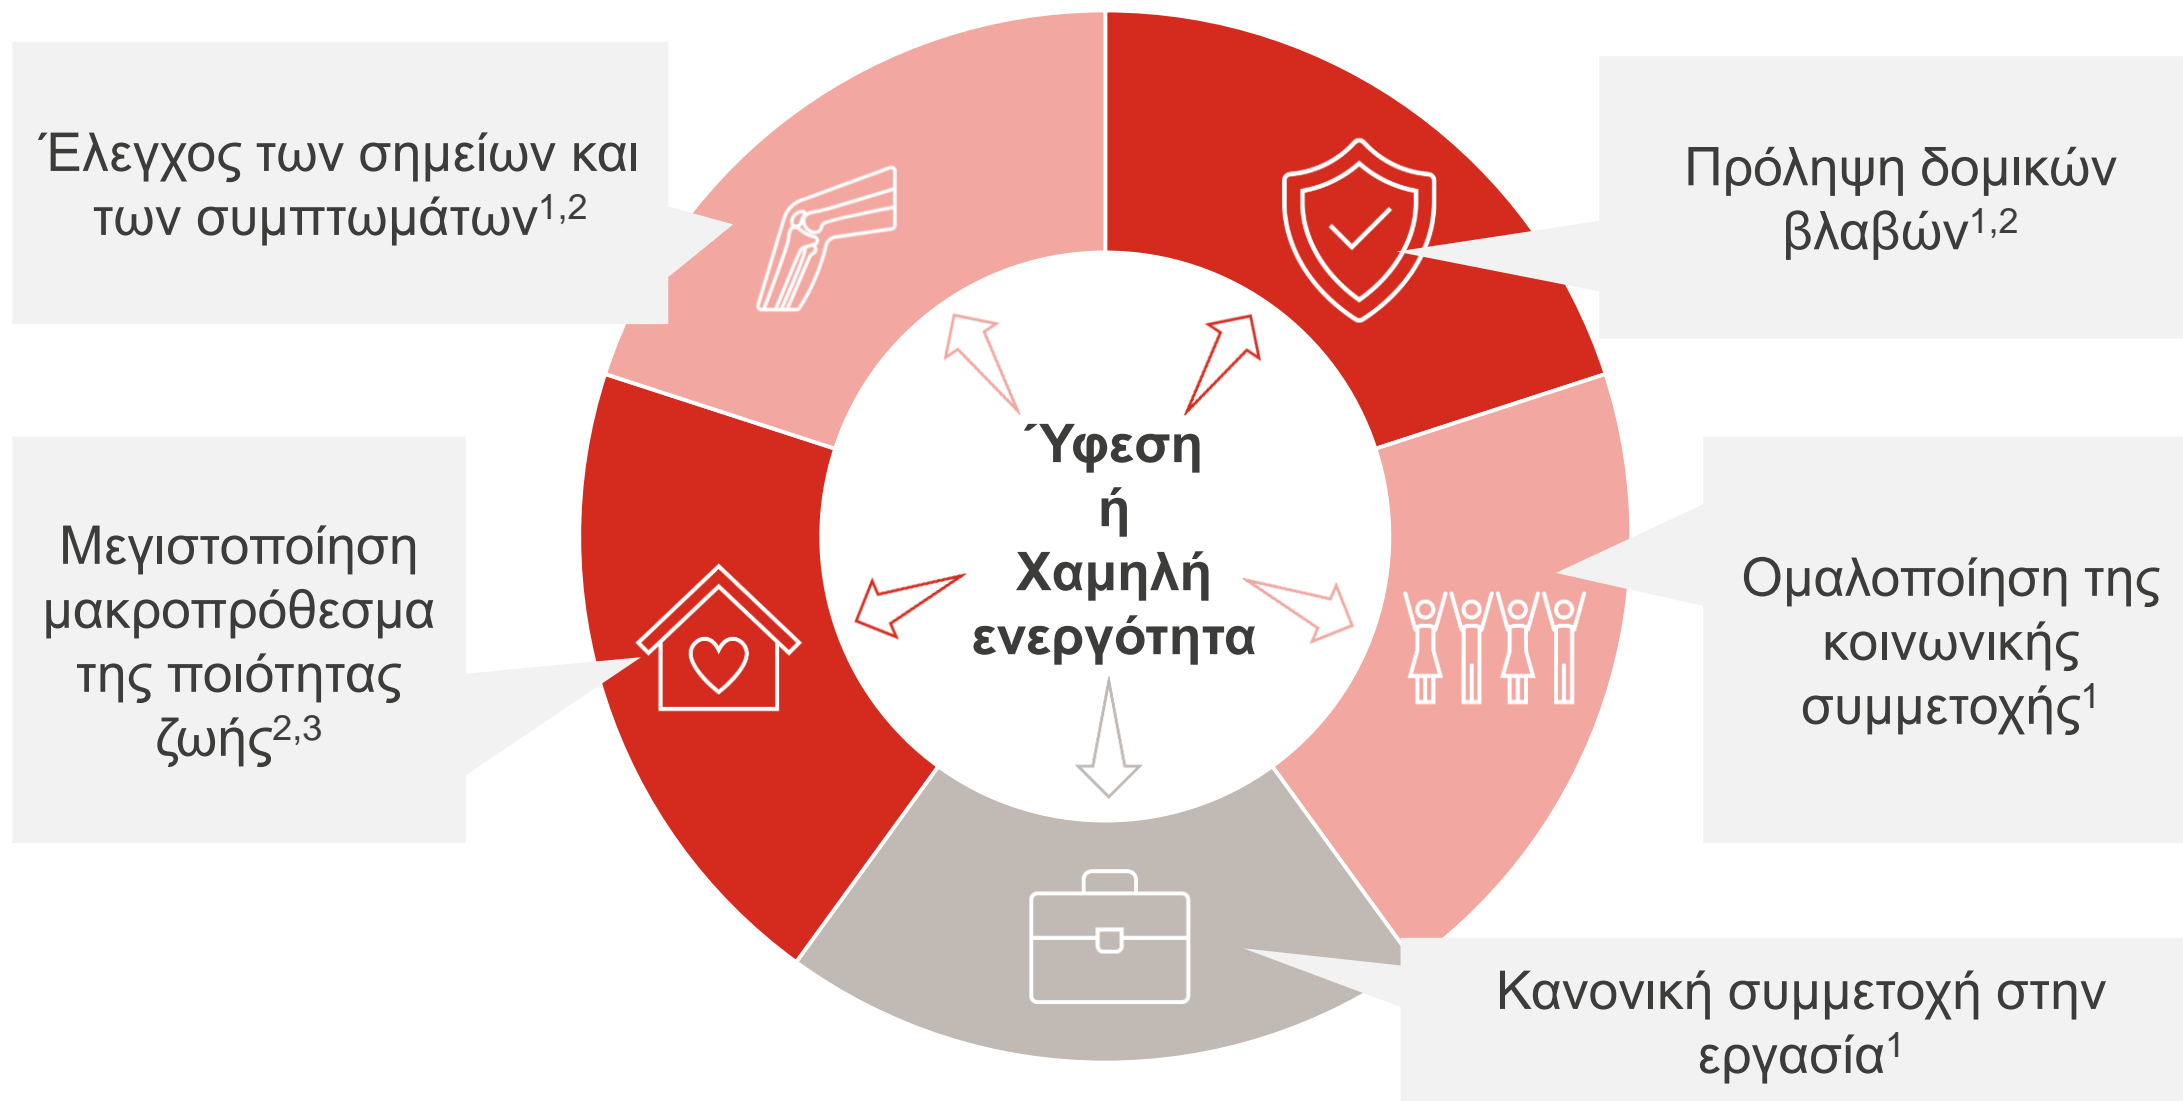 Έλεγχος των σημείων και
των συμπτωμάτων1,2
Πρόληψη δομικών
βλαβών1,2
Ύφεση
ή
Χαμηλή
ενεργότητα
Μεγιστοποίηση
μακροπρόθεσμα
της ποιότητας
ζωής2,3
Ομαλοποίηση της
κοινωνικής
συμμετοχής1
Κανονική συμμετοχή στην
εργασία1